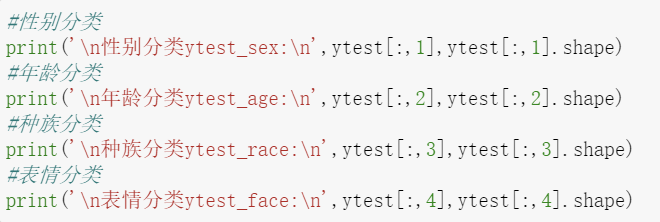 #性别分类
print('\n性别分类ytest_sex:\n',ytest[:,1],ytest[:,1].shape)
#年龄分类
print('\n年龄分类ytest_age:\n',ytest[:,2],ytest[:,2].shape)
#种族分类
print('\n种族分类ytest_race:\n',ytest[:,3],ytest[:,3].shape)
#表情分类
print('\n表情分类ytest_face:\n',ytest[:,4],ytest[:,4].shape)